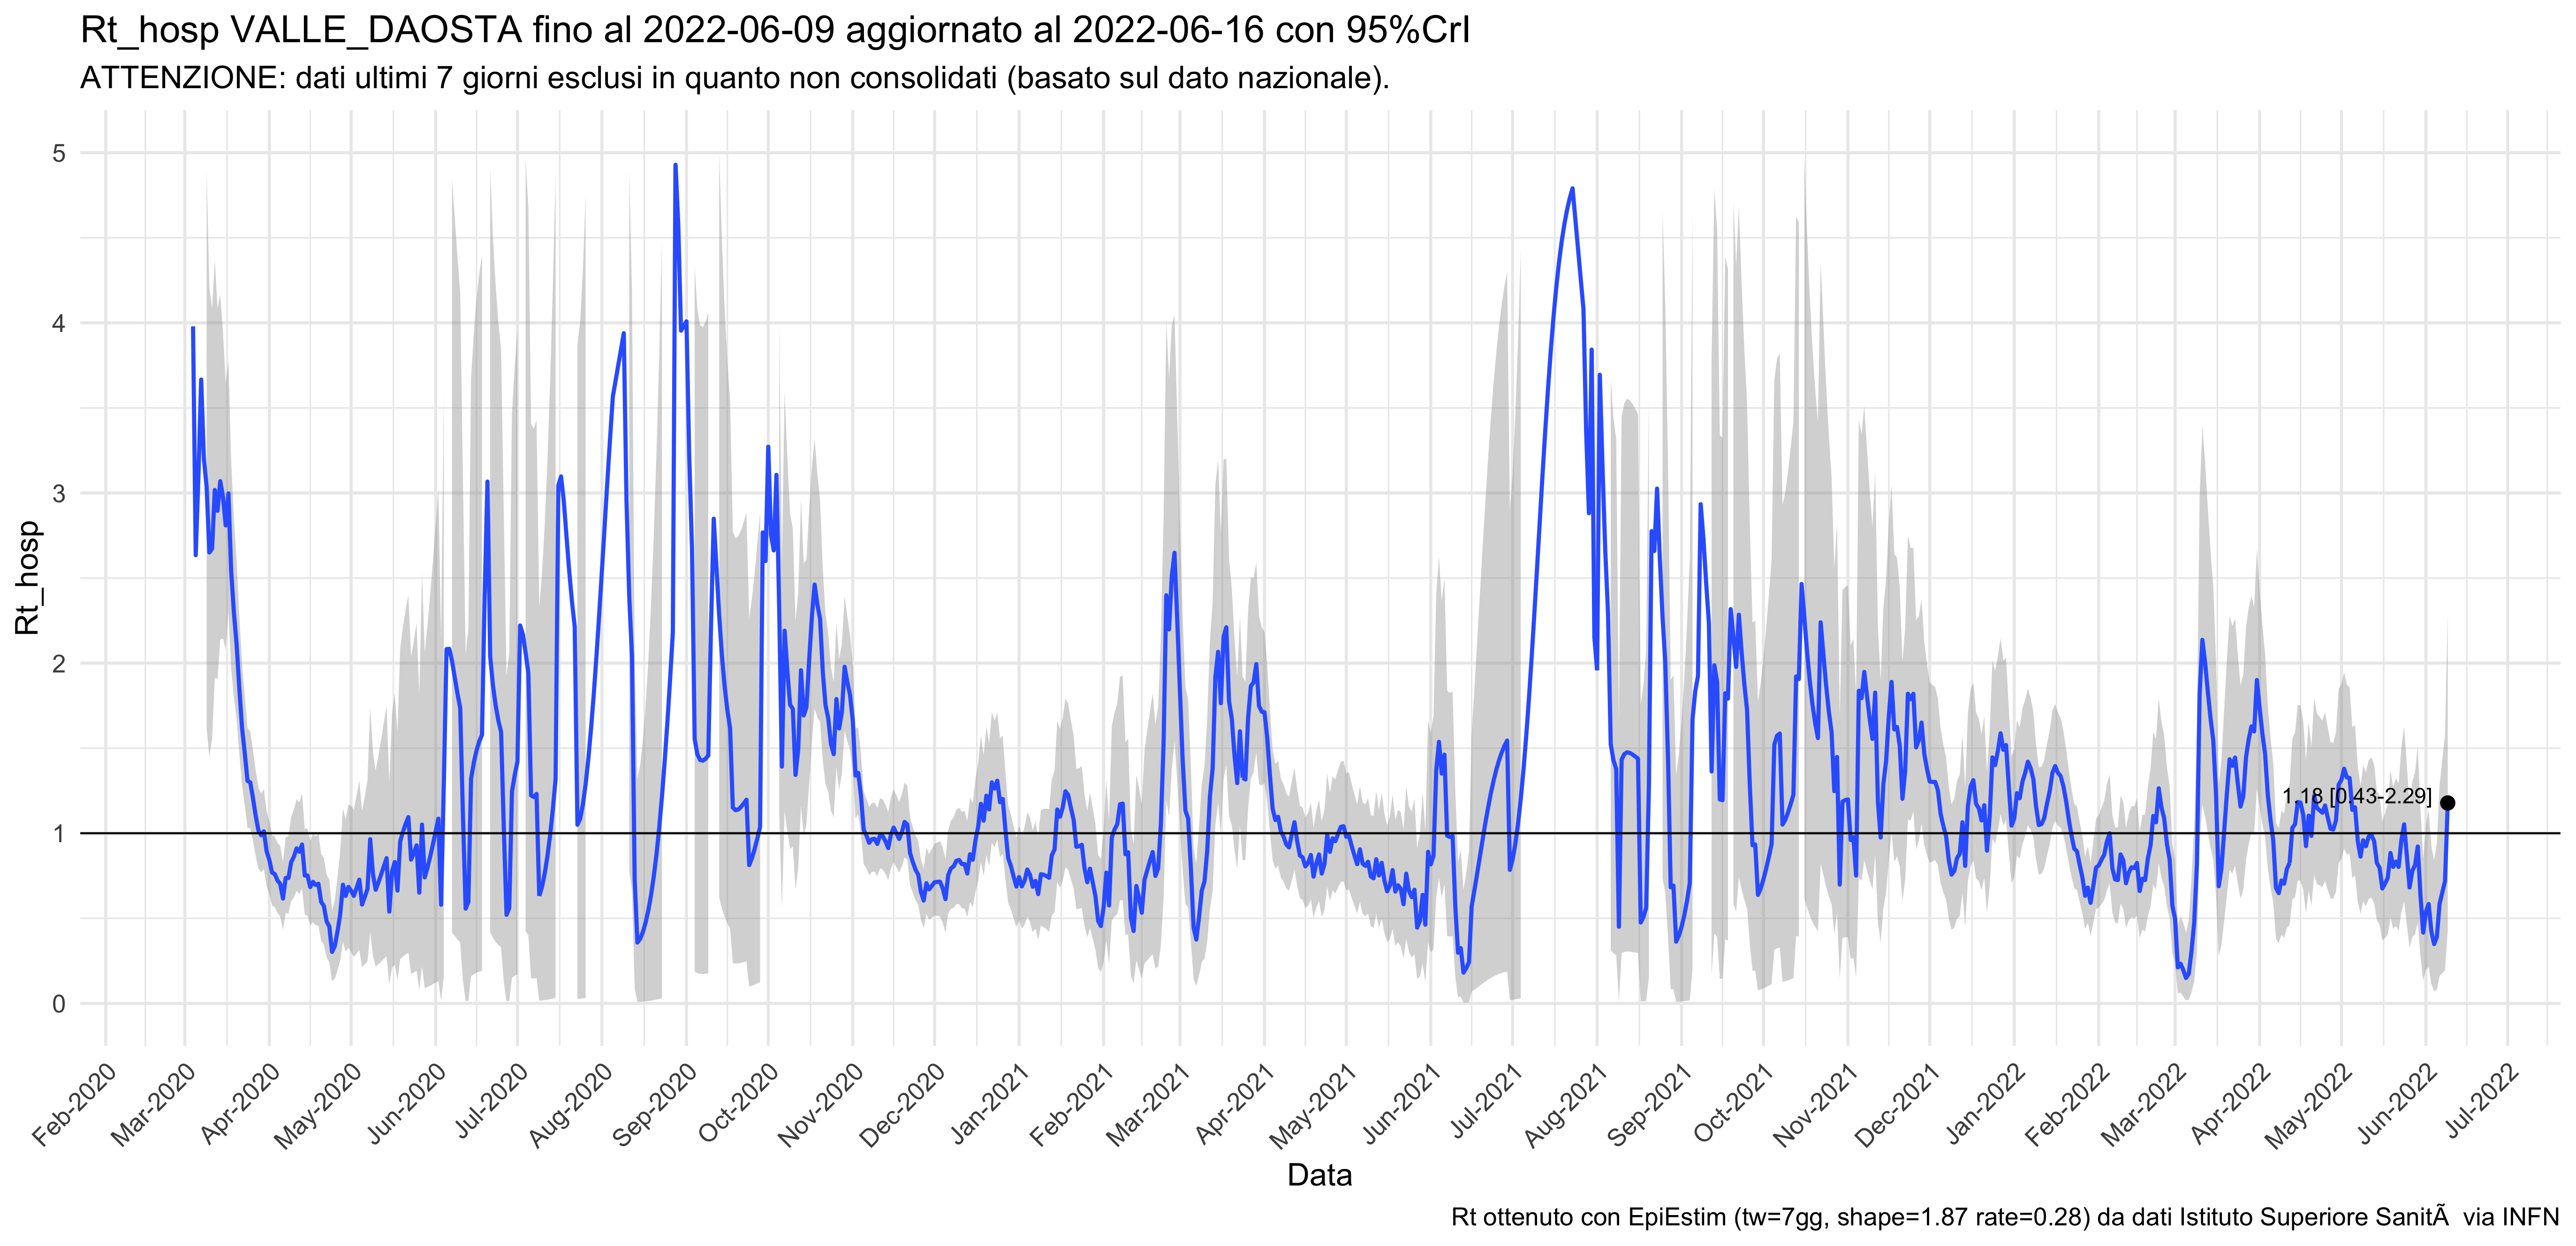 Rt_hosp VALLE_DAOSTA fino al 2022-06-09 aggiornato al 2022-06-16 con 95%CrI
ATTENZIONE: dati ultimi 7 giorni esclusi in quanto non consolidati (basato sul dato nazionale).
5
4
3
2
1
0
Rt_hosp
1.18 [0.43-2.29]
Feb-2020
Mar-2020
Apr-2020
May-2020
Jun-2020
Jul-2020
Aug-2020
Sep-2020
Oct-2020
Nov-2020
Dec-2020
Jan-2021
Feb-2021
Mar-2021
Apr-2021
May-2021
Jun-2021
Jul-2021
Aug-2021
Sep-2021
Oct-2021
Nov-2021
Dec-2021
Jan-2022
Feb-2022
Mar-2022
Apr-2022
May-2022
Jun-2022
Jul-2022
Data
Rt ottenuto con EpiEstim (tw=7gg, shape=1.87 rate=0.28) da dati Istituto Superiore SanitÃ  via INFN